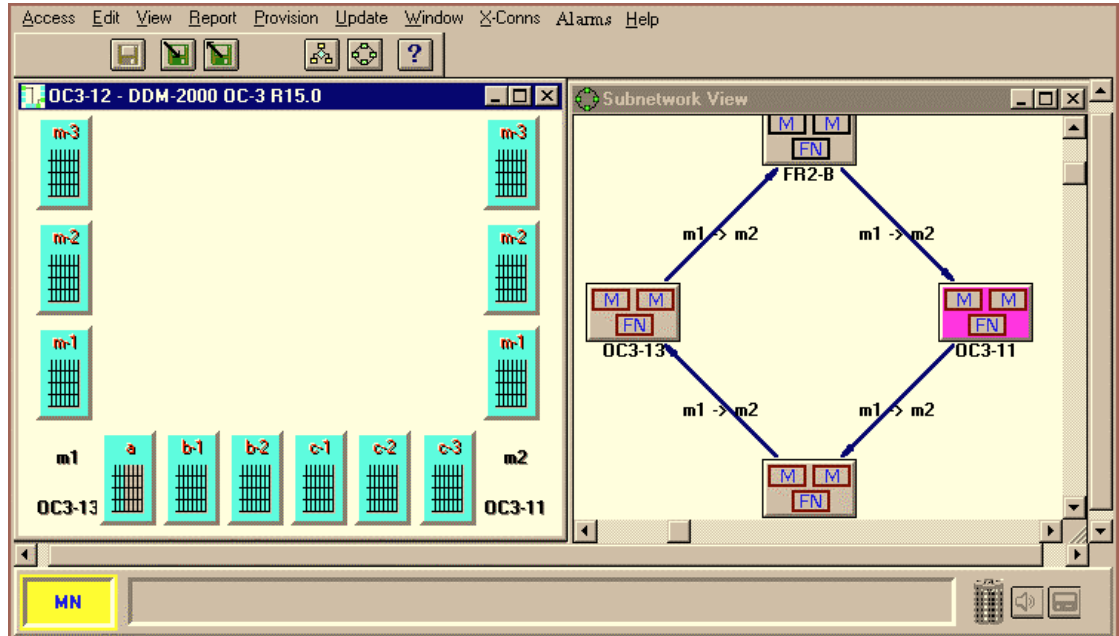 Access Edit View Report Provision Update Window X-Conns Alarms Help
?
OC3-12 - DDM-2000 OC-3 R15.0
m-3 m-3
m-2 m-2
m-1 m-1
m1 a b-1 b-2 c-1 c-2 c-3 m2
OC3-13 OC3-11
Subnetwork View
M M
FN
FR2-B
m1 -> m2 m1 -> m2
M M M M
FN FN
OC3-13 OC3-11
m1 -> m2 m1 -> m2
M M
FN
MN